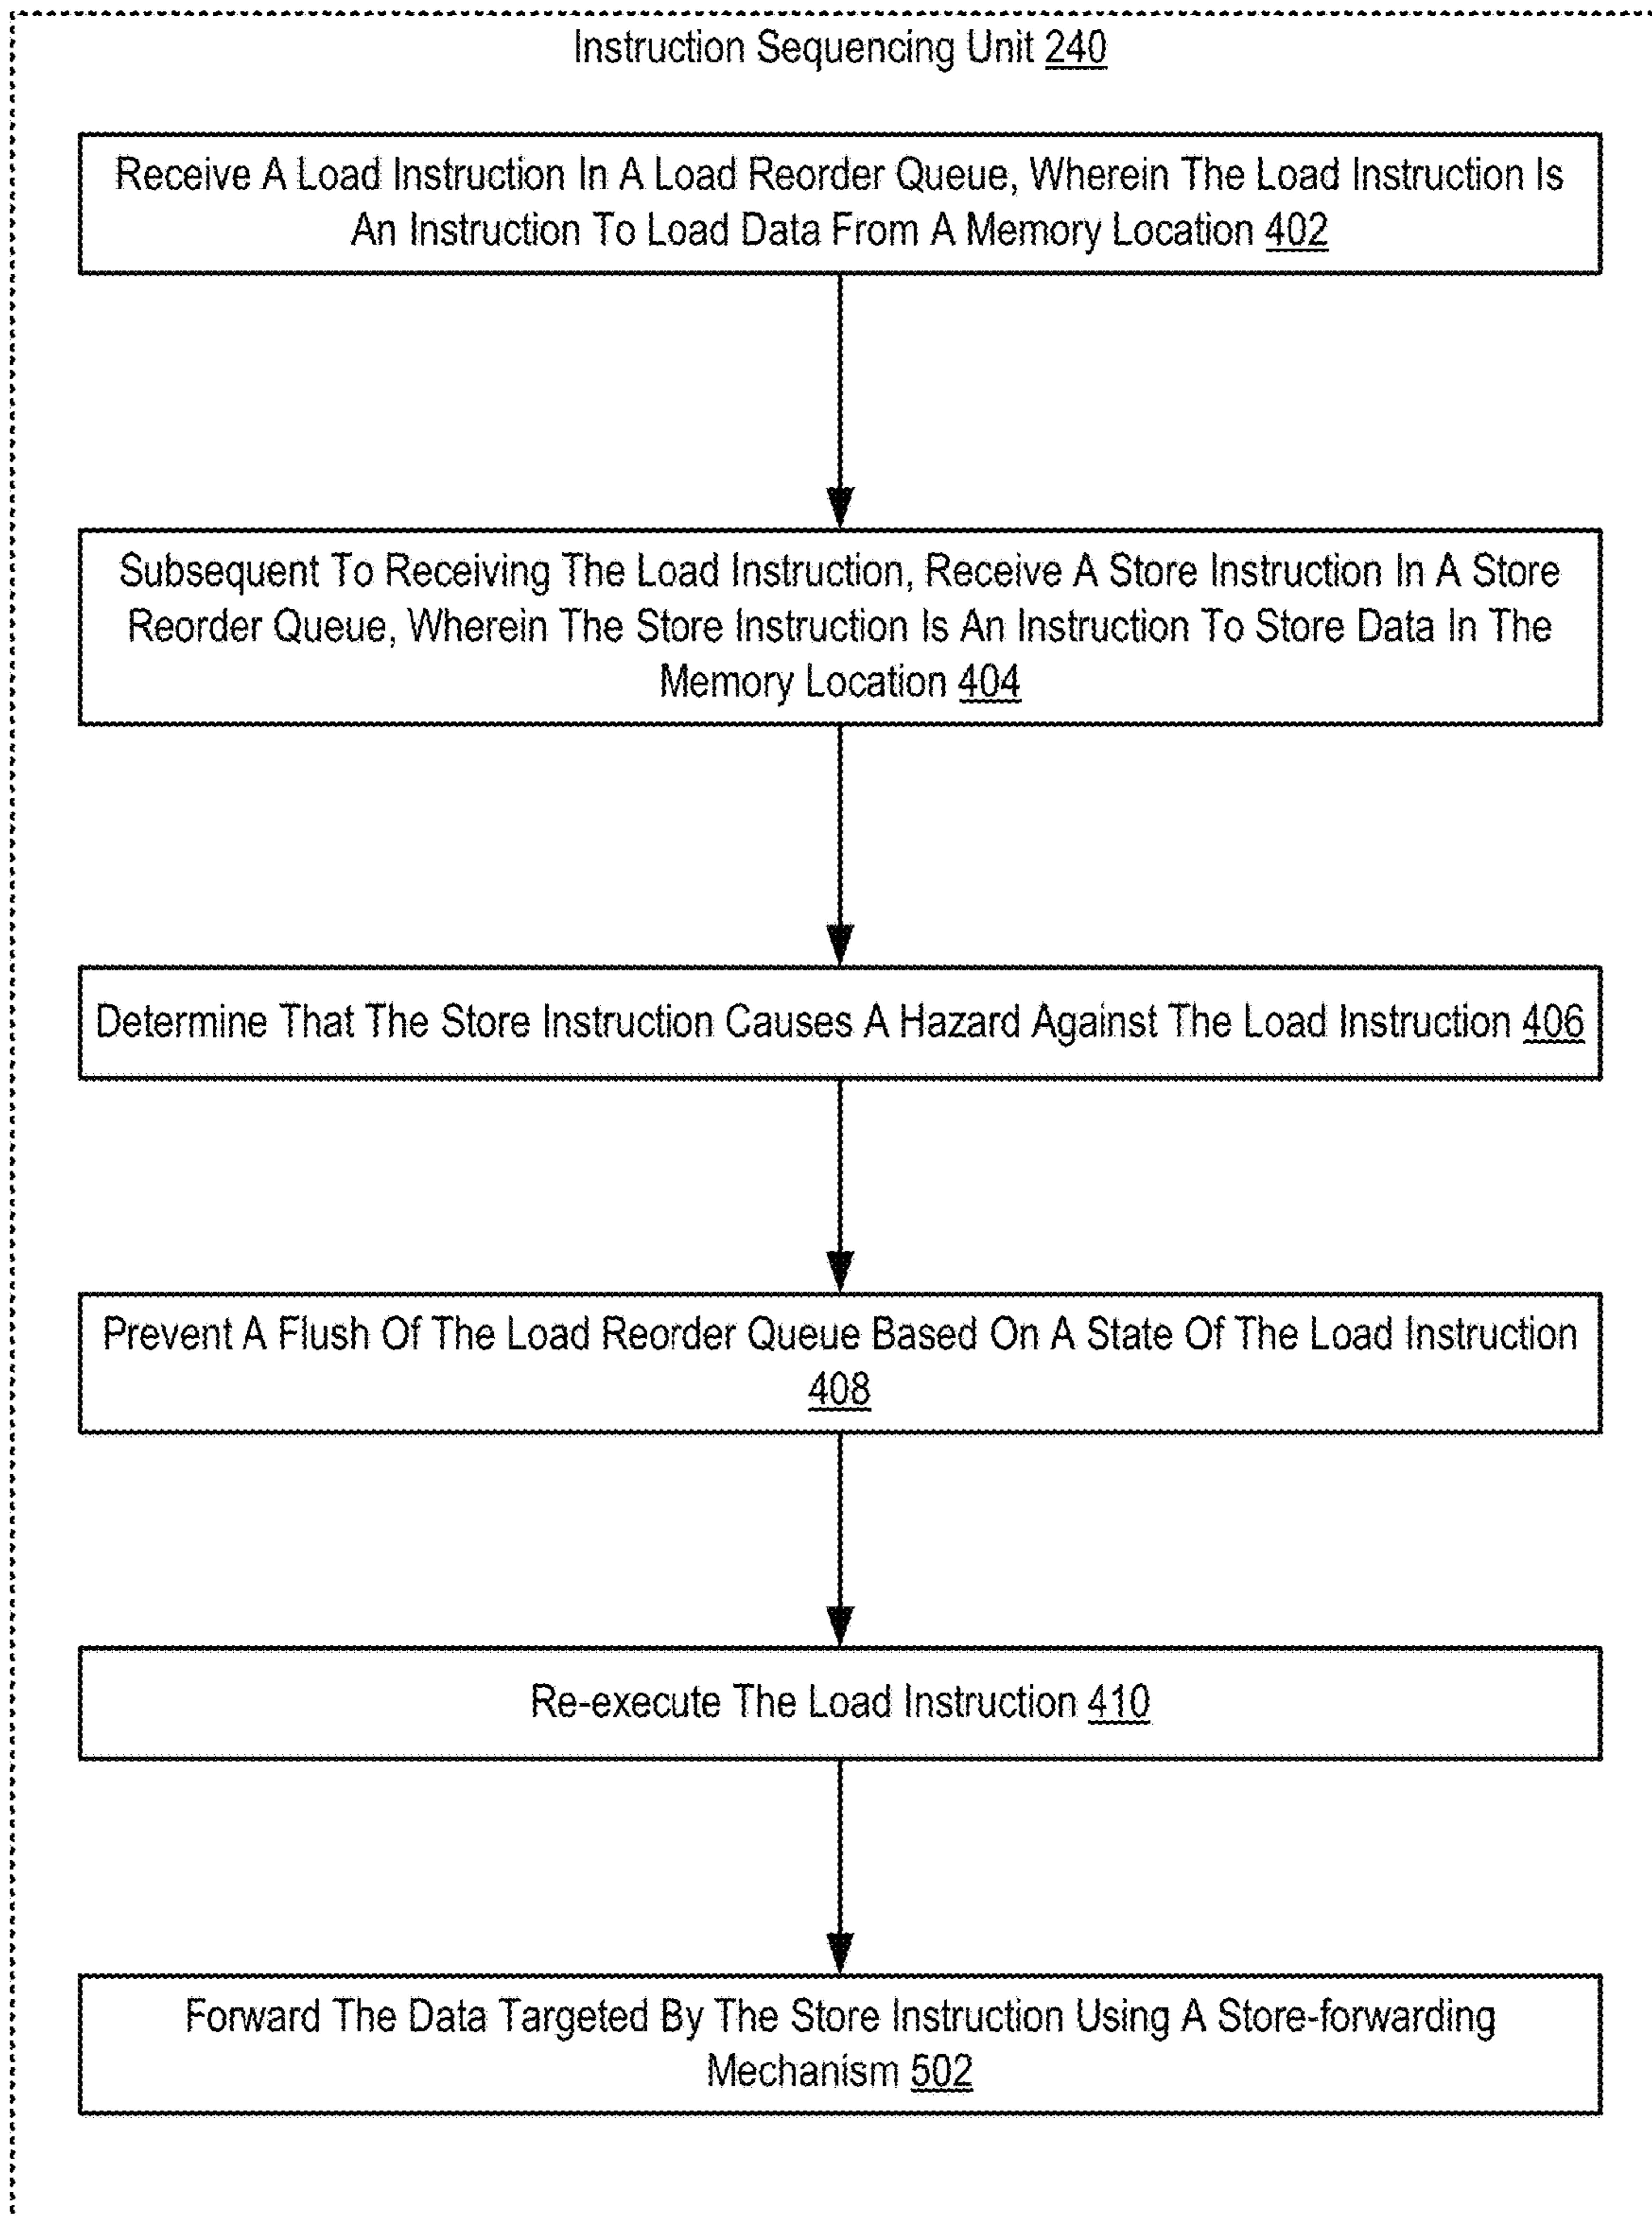 Instruction Sequencing Unit 240
Receive A Load Instruction In A Load Reorder Queue, Wherein The Load Instruction Is
An Instruction To Load Data From A Memory Location 402
Subsequent To Receiving The Load Instruction, Receive A Store Instruction In A Store
Reorder Queue, Wherein The Store Instruction Is An Instruction To Store Data In The
Memory Location 404
Determine That The Store Instruction Causes A Hazard Against The Load Instruction 406
Prevent A Flush Of The Load Reorder Queue Based On A State Of The Load Instruction
408
Re-execute The Load Instruction 410
Forward The Data Targeted By The Store Instruction Using A Store-forwarding
Mechanism 502